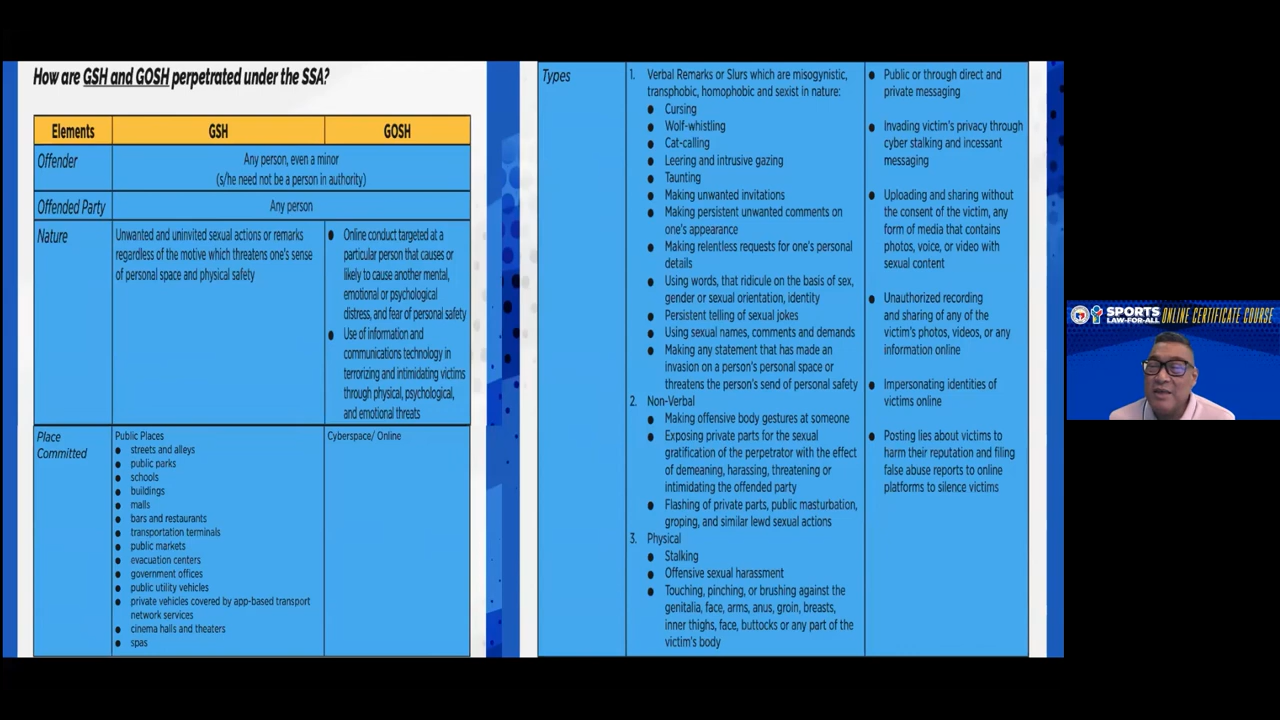 How are GSH and GOSH perpetrated under the SSA?
Elements
GSH
GOSH
Offender
Any person, even a minor
(s/he need not be a person in authority)
Offended Party
Any person
Nature
Unwanted and uninvited sexual actions or remarks
regardless of the motive which threatens one's sense
of personal space and physical safety
● Online conduct targeted at a
particular person that causes or
likely to cause another mental,
emotional or psychological
distress, and fear of personal safety
● Use of information and
communications technology in
terrorizing and intimidating victims
through physical, psychological,
and emotional threats
Place
Committed
Public Places
● streets and alleys
● public parks
● schools
● buildings
● malls
● bars and restaurants
● transportation terminals
● public markets
● evacuation centers
● government offices
● public utility vehicles
● private vehicles covered by app-based transport
network services
● cinema halls and theaters
● spas
Cyberspace/ Online
Types
1. Verbal Remarks or Slurs which are misogynistic,
transphobic, homophobic and sexist in nature:
● Cursing
● Wolf-whistling
● Cat-calling
● Leering and intrusive gazing
● Taunting
● Making unwanted invitations
● Making persistent unwanted comments on
one's appearance
● Making relentless requests for one's personal
details
● Using words, that ridicule on the basis of sex,
gender or sexual orientation, identity
● Persistent telling of sexual jokes
● Using sexual names, comments and demands
● Making any statement that has made an
invasion on a person's personal space or
threatens the person's send of personal safety
2. Non-Verbal
● Making offensive body gestures at someone
● Exposing private parts for the sexual
gratification of the perpetrator with the effect
of demeaning, harassing, threatening or
intimidating the offended party
● Flashing of private parts, public masturbation,
groping, and similar lewd sexual actions
3. Physical
● Stalking
● Offensive sexual harassment
● Touching, pinching, or brushing against the
genitalia, face, arms, anus, groin, breasts,
inner thighs, face, buttocks or any part of the
victim's body
● Public or through direct and
private messaging
● Invading victim's privacy through
cyber stalking and incessant
messaging
● Uploading and sharing without
the consent of the victim, any
form of media that contains
photos, voice, or video with
sexual content
● Unauthorized recording
and sharing of any of the
victim's photos, videos, or any
information online
● Impersonating identities of
victims online
● Posting lies about victims to
harm their reputation and filing
false abuse reports to online
platforms to silence victims
SPORTS
LAW-FOR-ALL
ONLINE CERTIFICATE COURSE